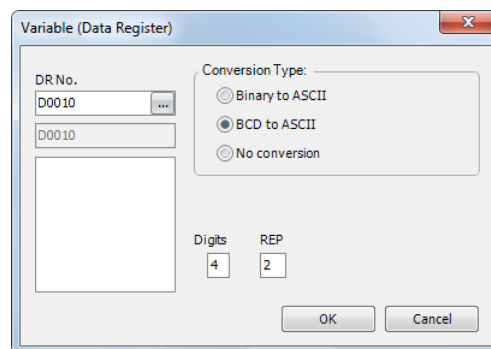 Variable (Data Register)
DR No.
D0010
...
D0010
Conversion Type:
Binary to ASCII
BCD to ASCII
No conversion
Digits REP
4 2
OK Cancel